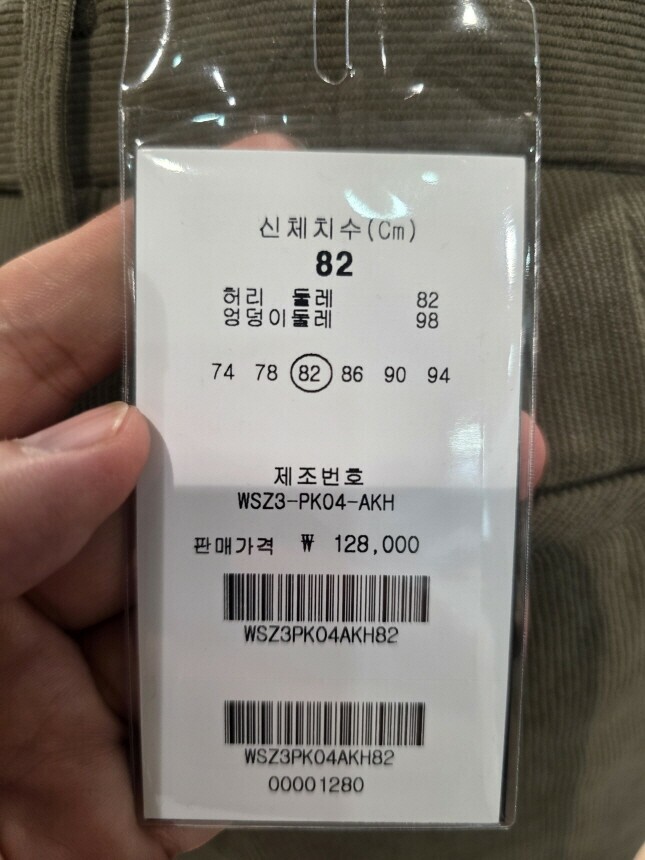 신체치수(Cm)
82
허리 둘레 82
엉덩이둘레 98
74 78 82 86 90 94
제조번호
WSZ3-PK04-AKH
판매가격 ₩ 128,000
WSZ3PK04AKH82
WSZ3PK04AKH82
00001280